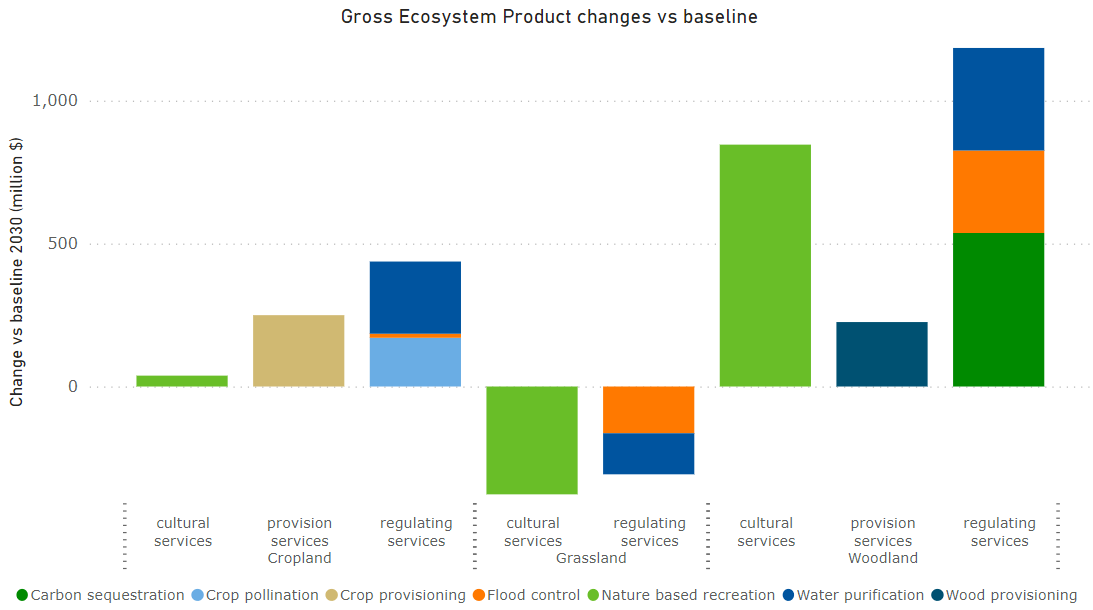 Gross Ecosystem Product changes vs baseline
Change vs baseline 2030 (million $)
1,000
500
0
cultural services
provision services
regulating services
Cropland
cultural services
regulating services
Grassland
cultural services
provision services
regulating services
Woodland
Carbon sequestration
Crop pollination
Crop provisioning
Flood control
Nature based recreation
Water purification
Wood provisioning